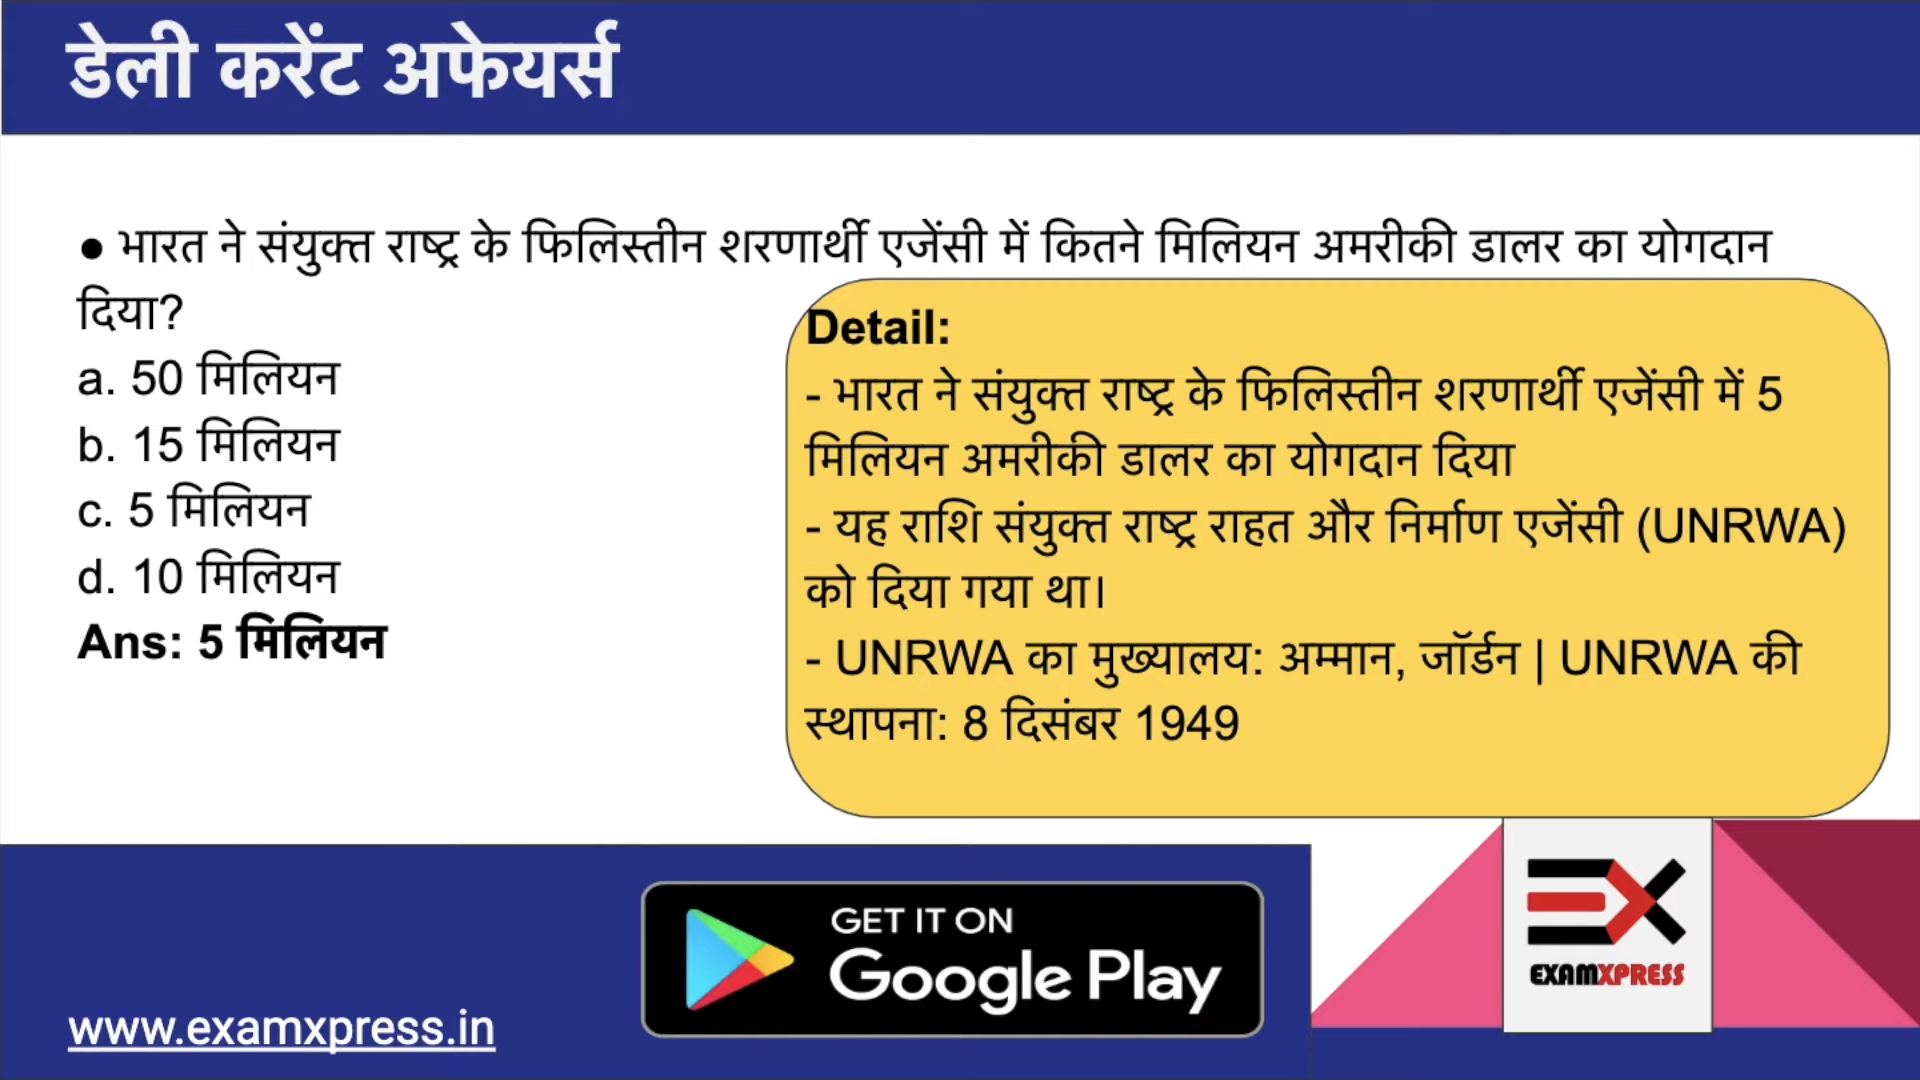 डेली करेंट अफेयर्स
● भारत ने संयुक्त राष्ट्र के फिलिस्तीन शरणार्थी एजेंसी में कितने मिलियन अमरीकी डालर का योगदान
दिया?
a. 50 मिलियन
b. 15 मिलियन
c. 5 मिलियन
d. 10 मिलियन
Ans: 5 मिलियन
Detail:
- भारत ने संयुक्त राष्ट्र के फिलिस्तीन शरणार्थी एजेंसी में 5
मिलियन अमरीकी डालर का योगदान दिया
- यह राशि संयुक्त राष्ट्र राहत और निर्माण एजेंसी (UNRWA)
को दिया गया था।
- UNRWA का मुख्यालय: अम्मान, जॉर्डन | UNRWA की
स्थापना: 8 दिसंबर 1949
GET IT ON
Google Play
EXAMXPRESS
www.examxpress.in